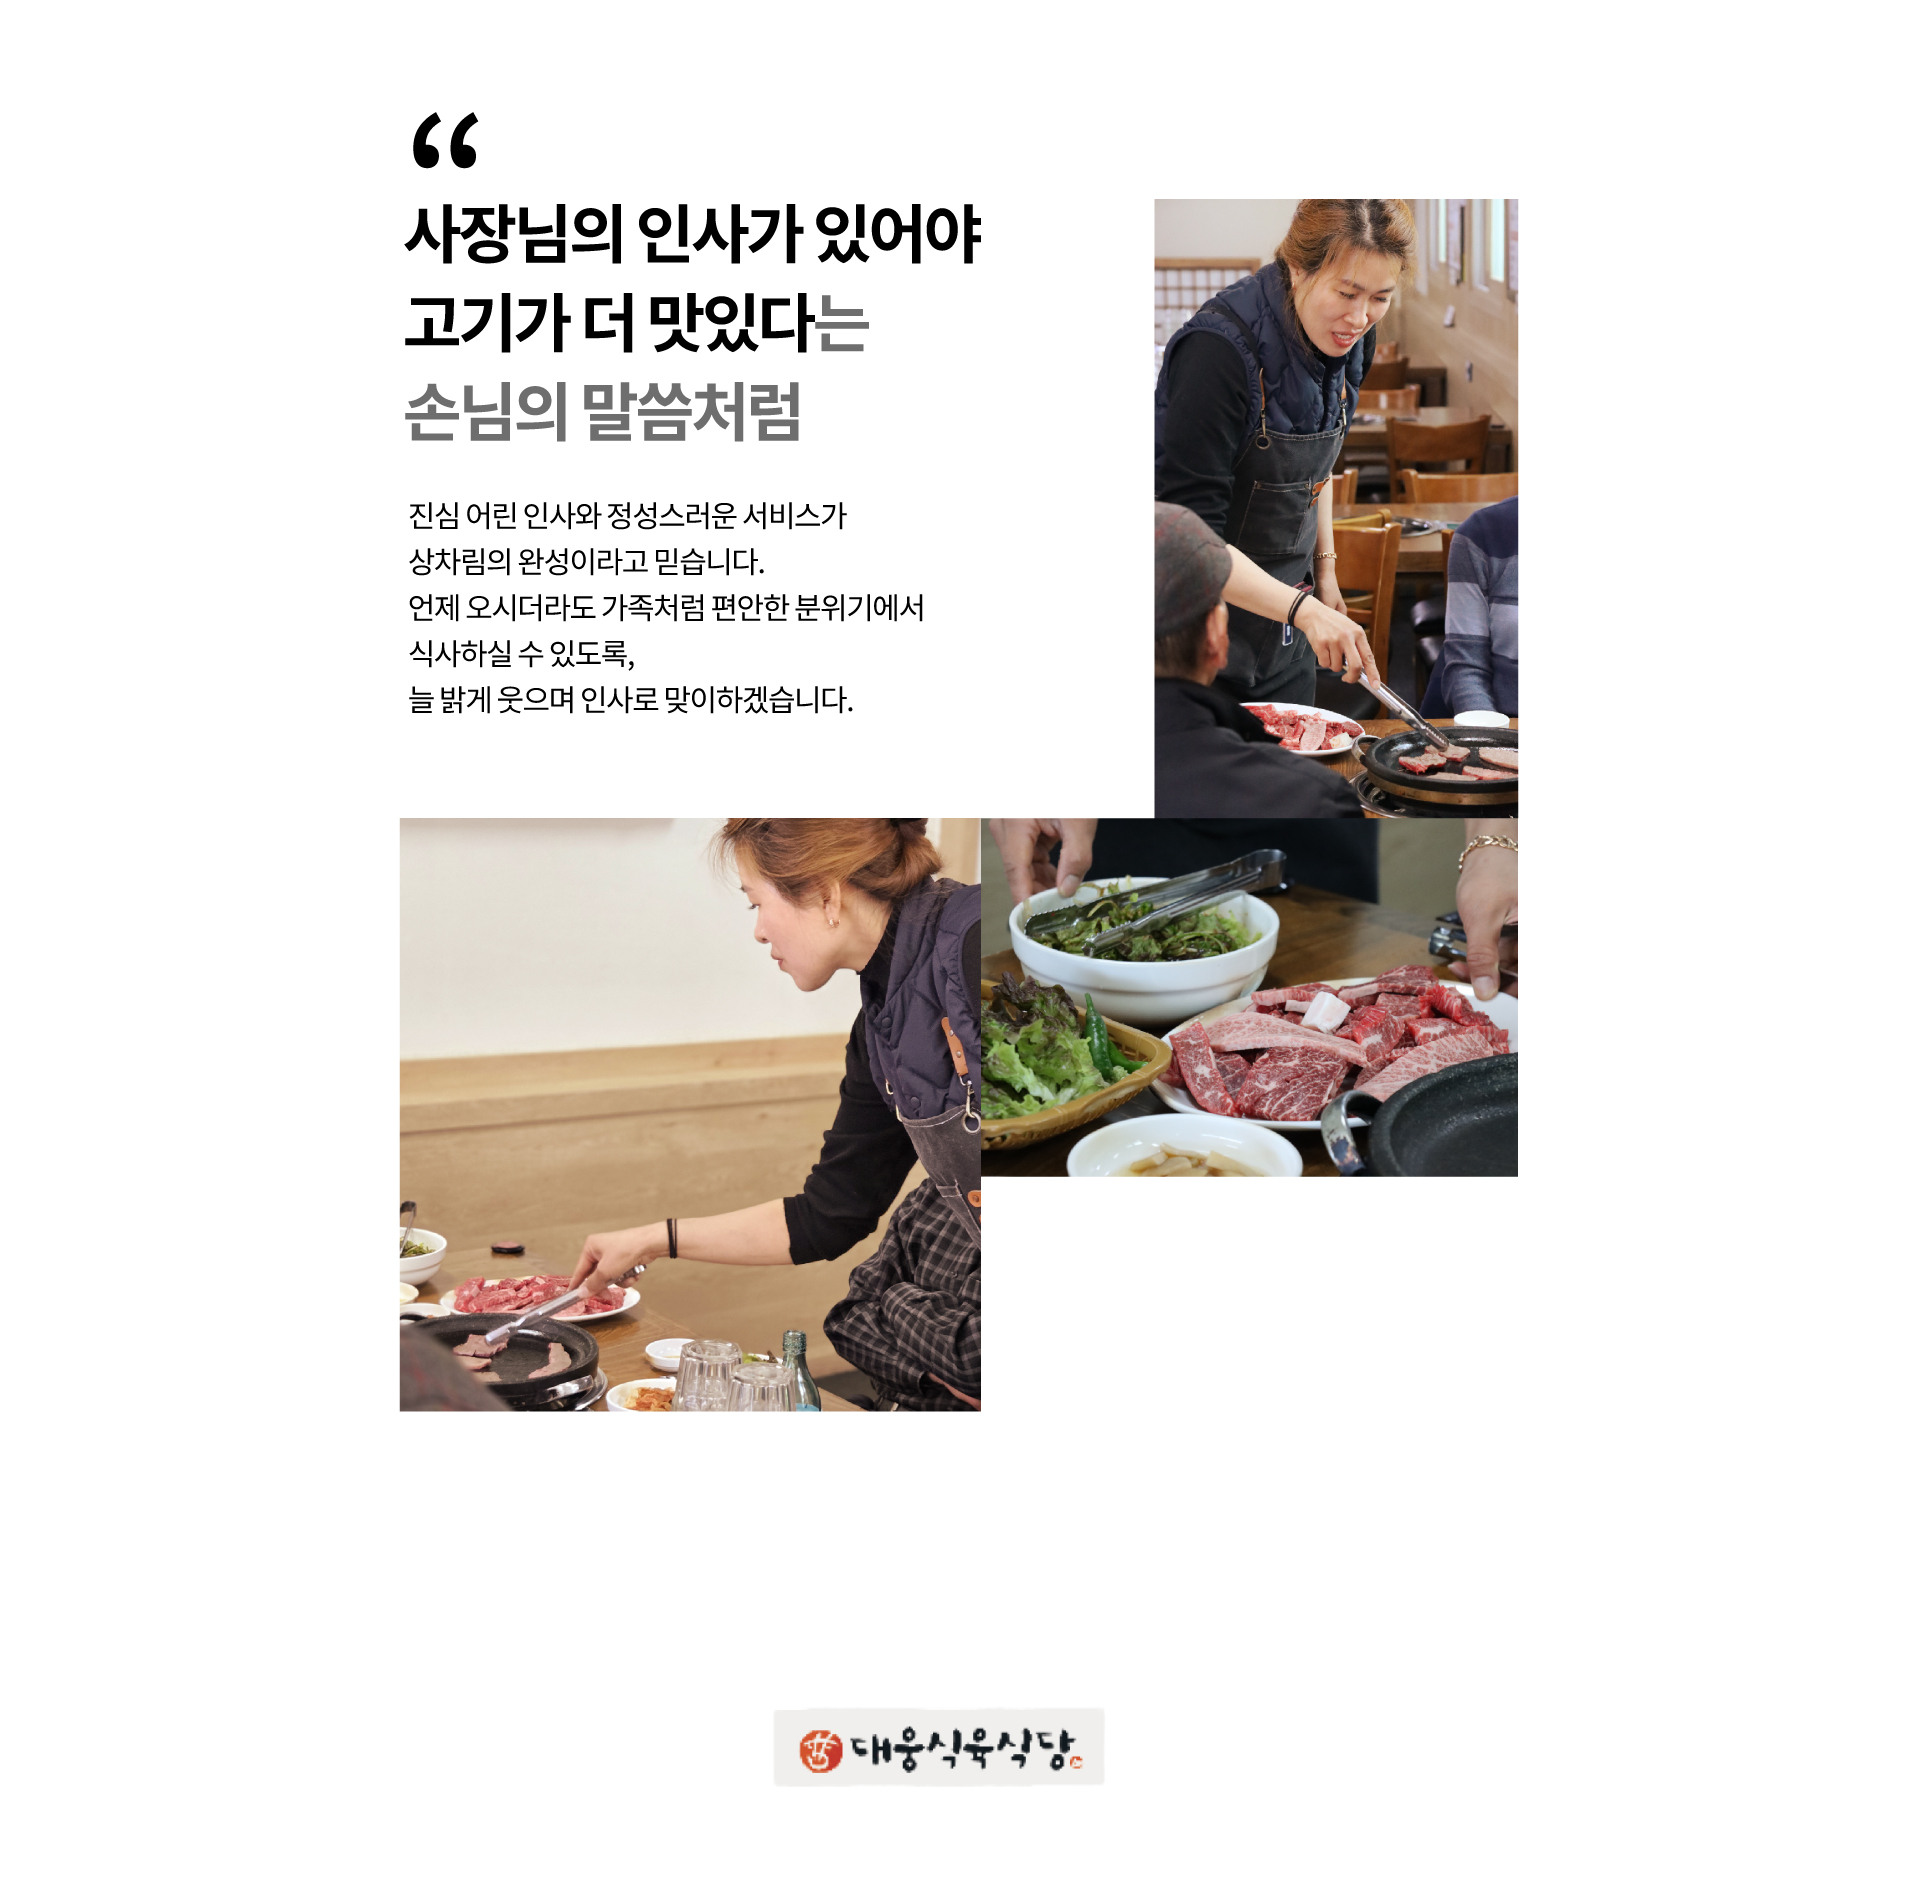 “
사장님의 인사가 있어야
고기가 더 맛있다는
손님의 말씀처럼
진심 어린 인사와 정성스러운 서비스가
상차림의 완성이라고 믿습니다.
언제 오시더라도 가족처럼 편안한 분위기에서
식사하실 수 있도록,
늘 밝게 웃으며 인사로 맞이하겠습니다.
대웅식육식당